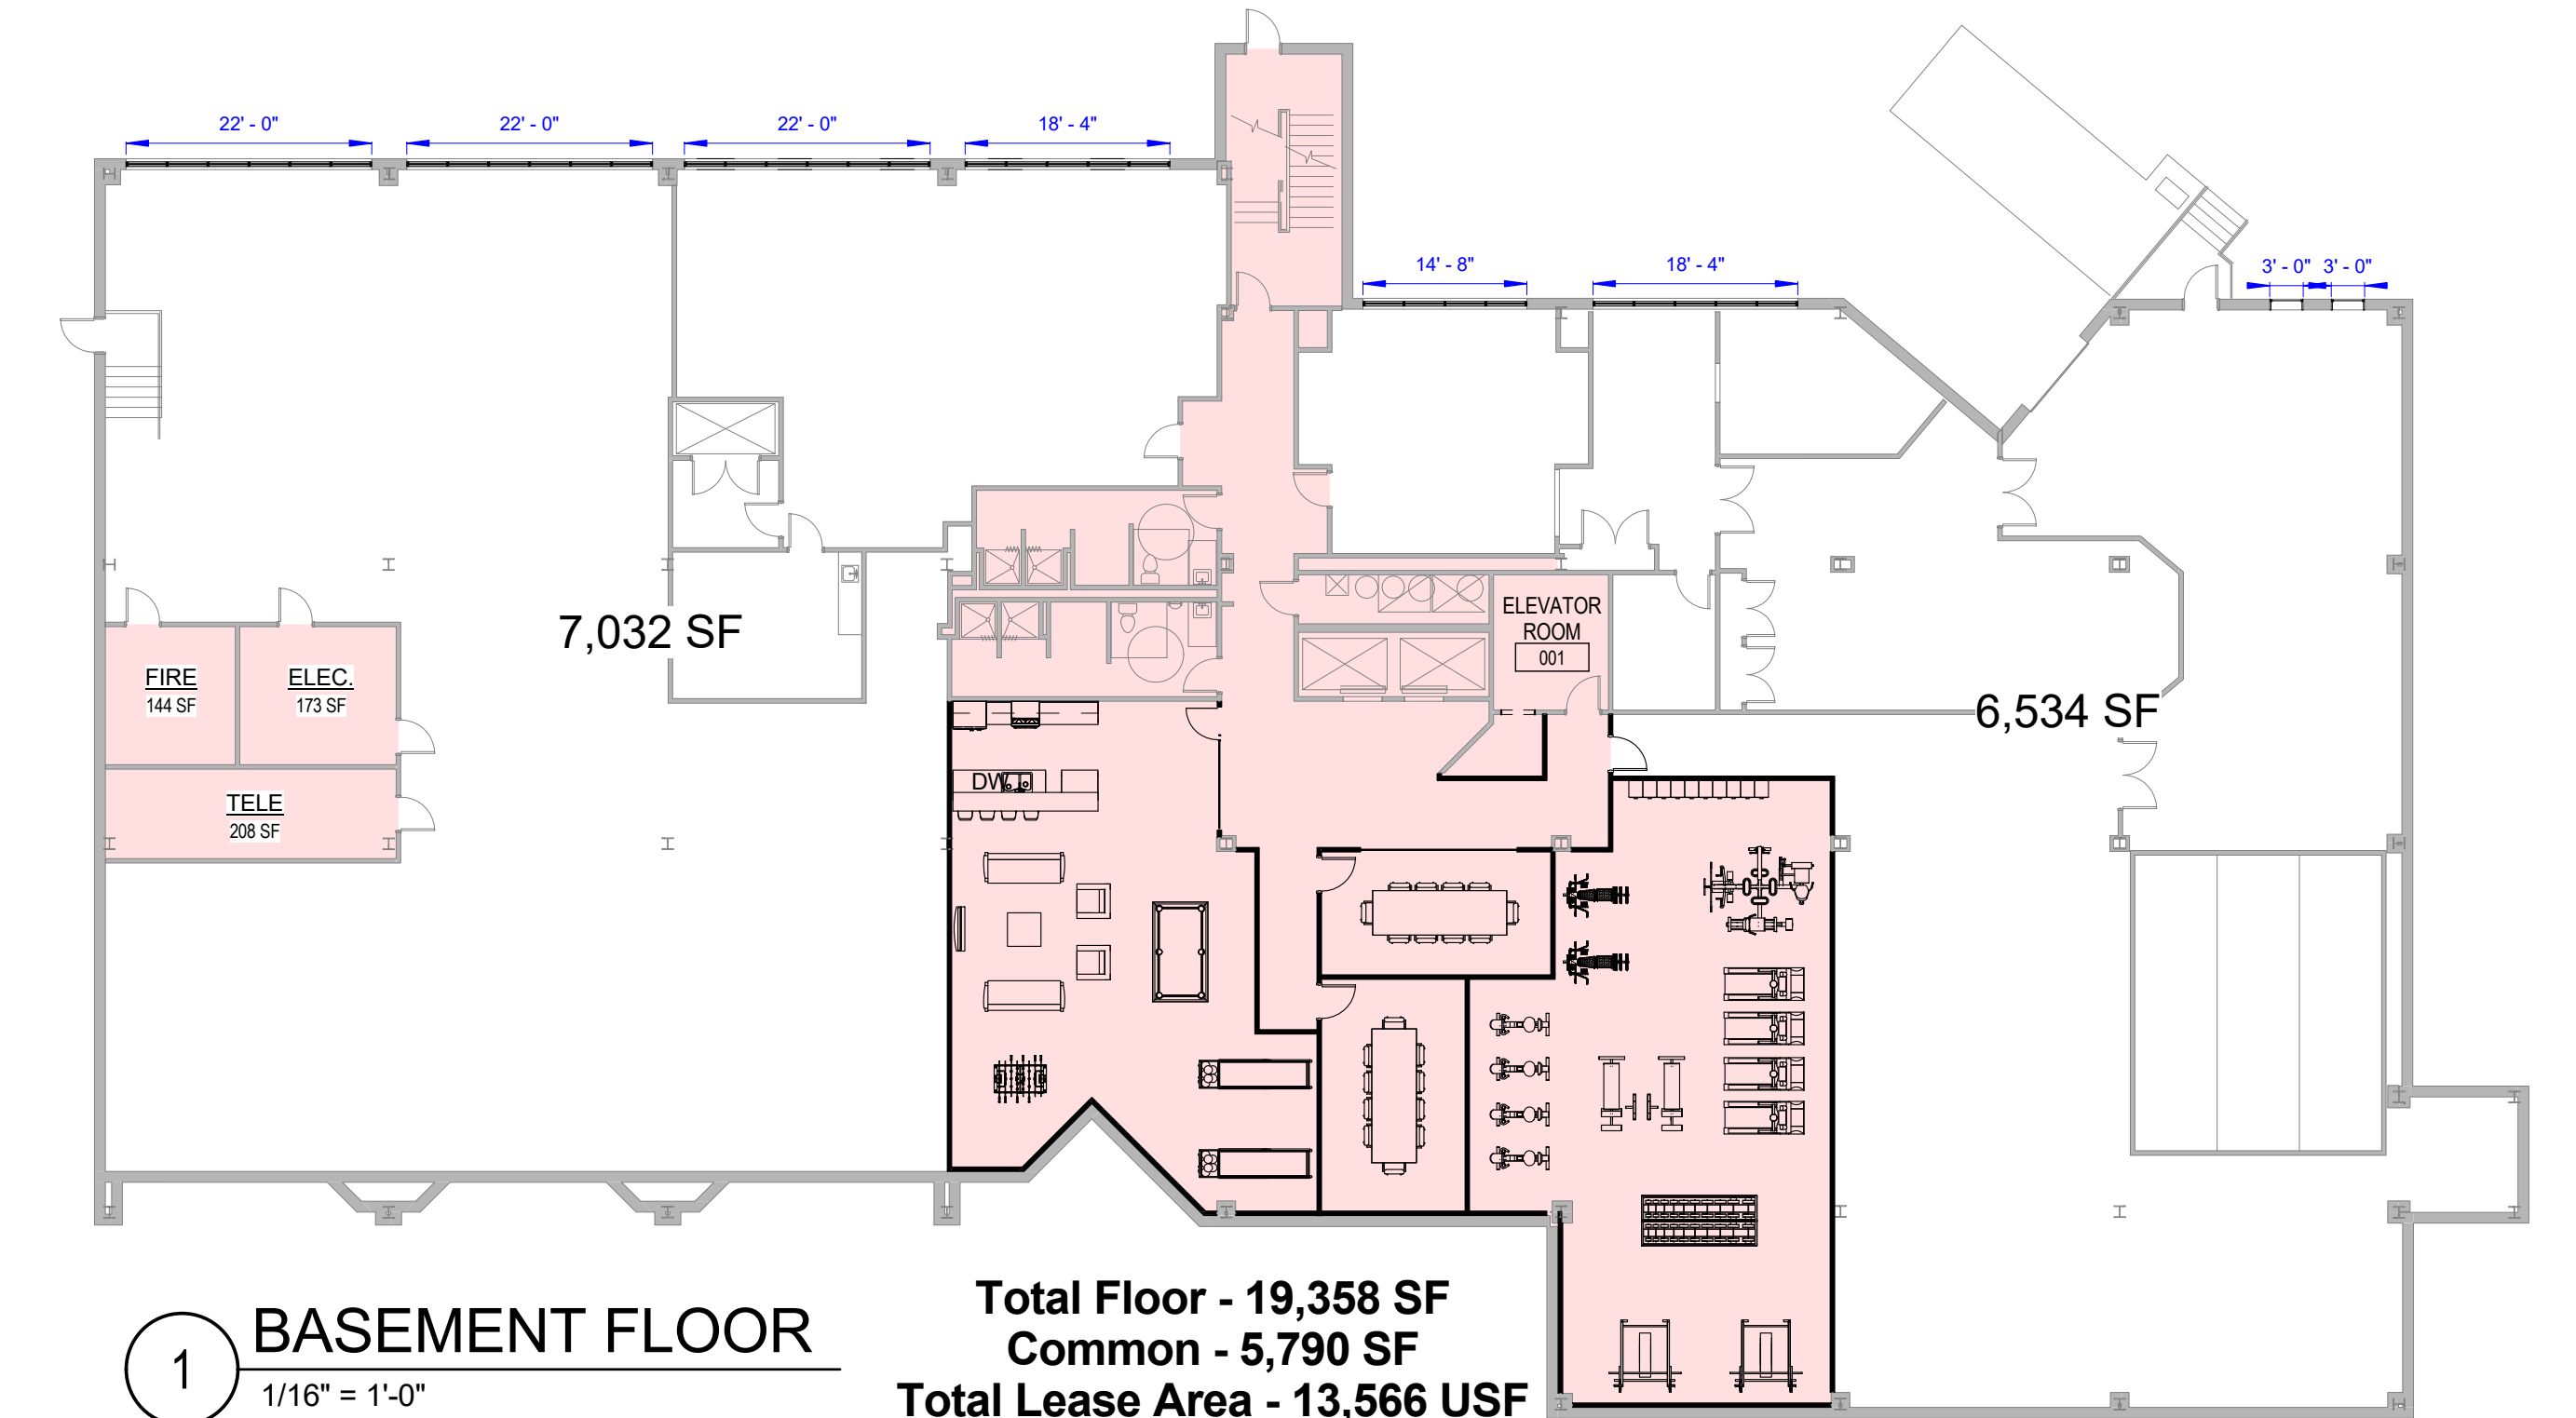 22' - 0"
22' - 0"
22' - 0"
18' - 4"
14' - 8"
18' - 4"
3' - 0"
3' - 0"
7,032 SF
ELEVATOR
ROOM
001
FIRE
144 SF
ELEC.
173 SF
6,534 SF
TELE
208 SF
DW
1
BASEMENT FLOOR
1/16" = 1'-0"
Total Floor - 19,358 SF
Common - 5,790 SF
Total Lease Area - 13,566 USF